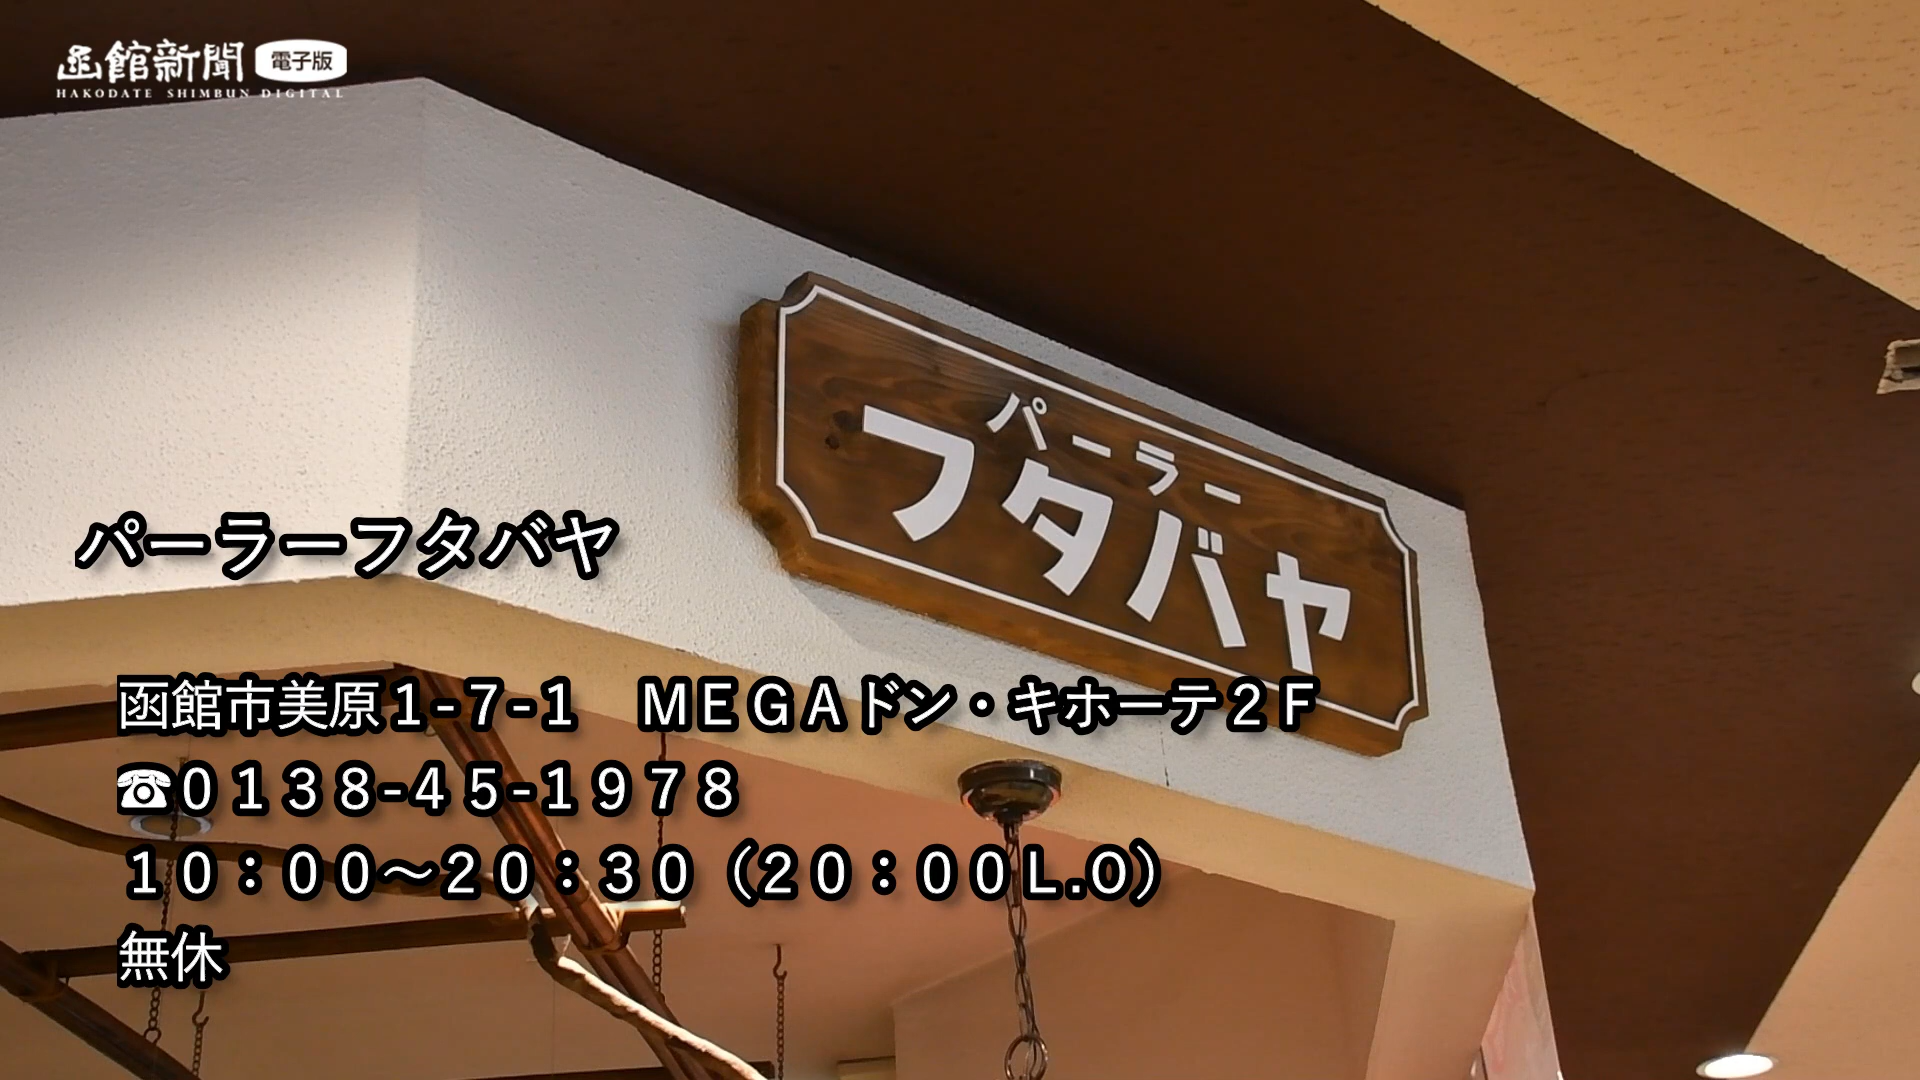 函館新聞 電子版
HAKODATE SHIMBUN DIGITAL
パーラー
フタバヤ
パーラーフタバヤ
函館市美原１-７-１　ＭＥＧＡドン・キホーテ２Ｆ
☎０１３８-４５-１９７８
１０：００～２０：３０（２０：００Ｌ.Ｏ）
無休